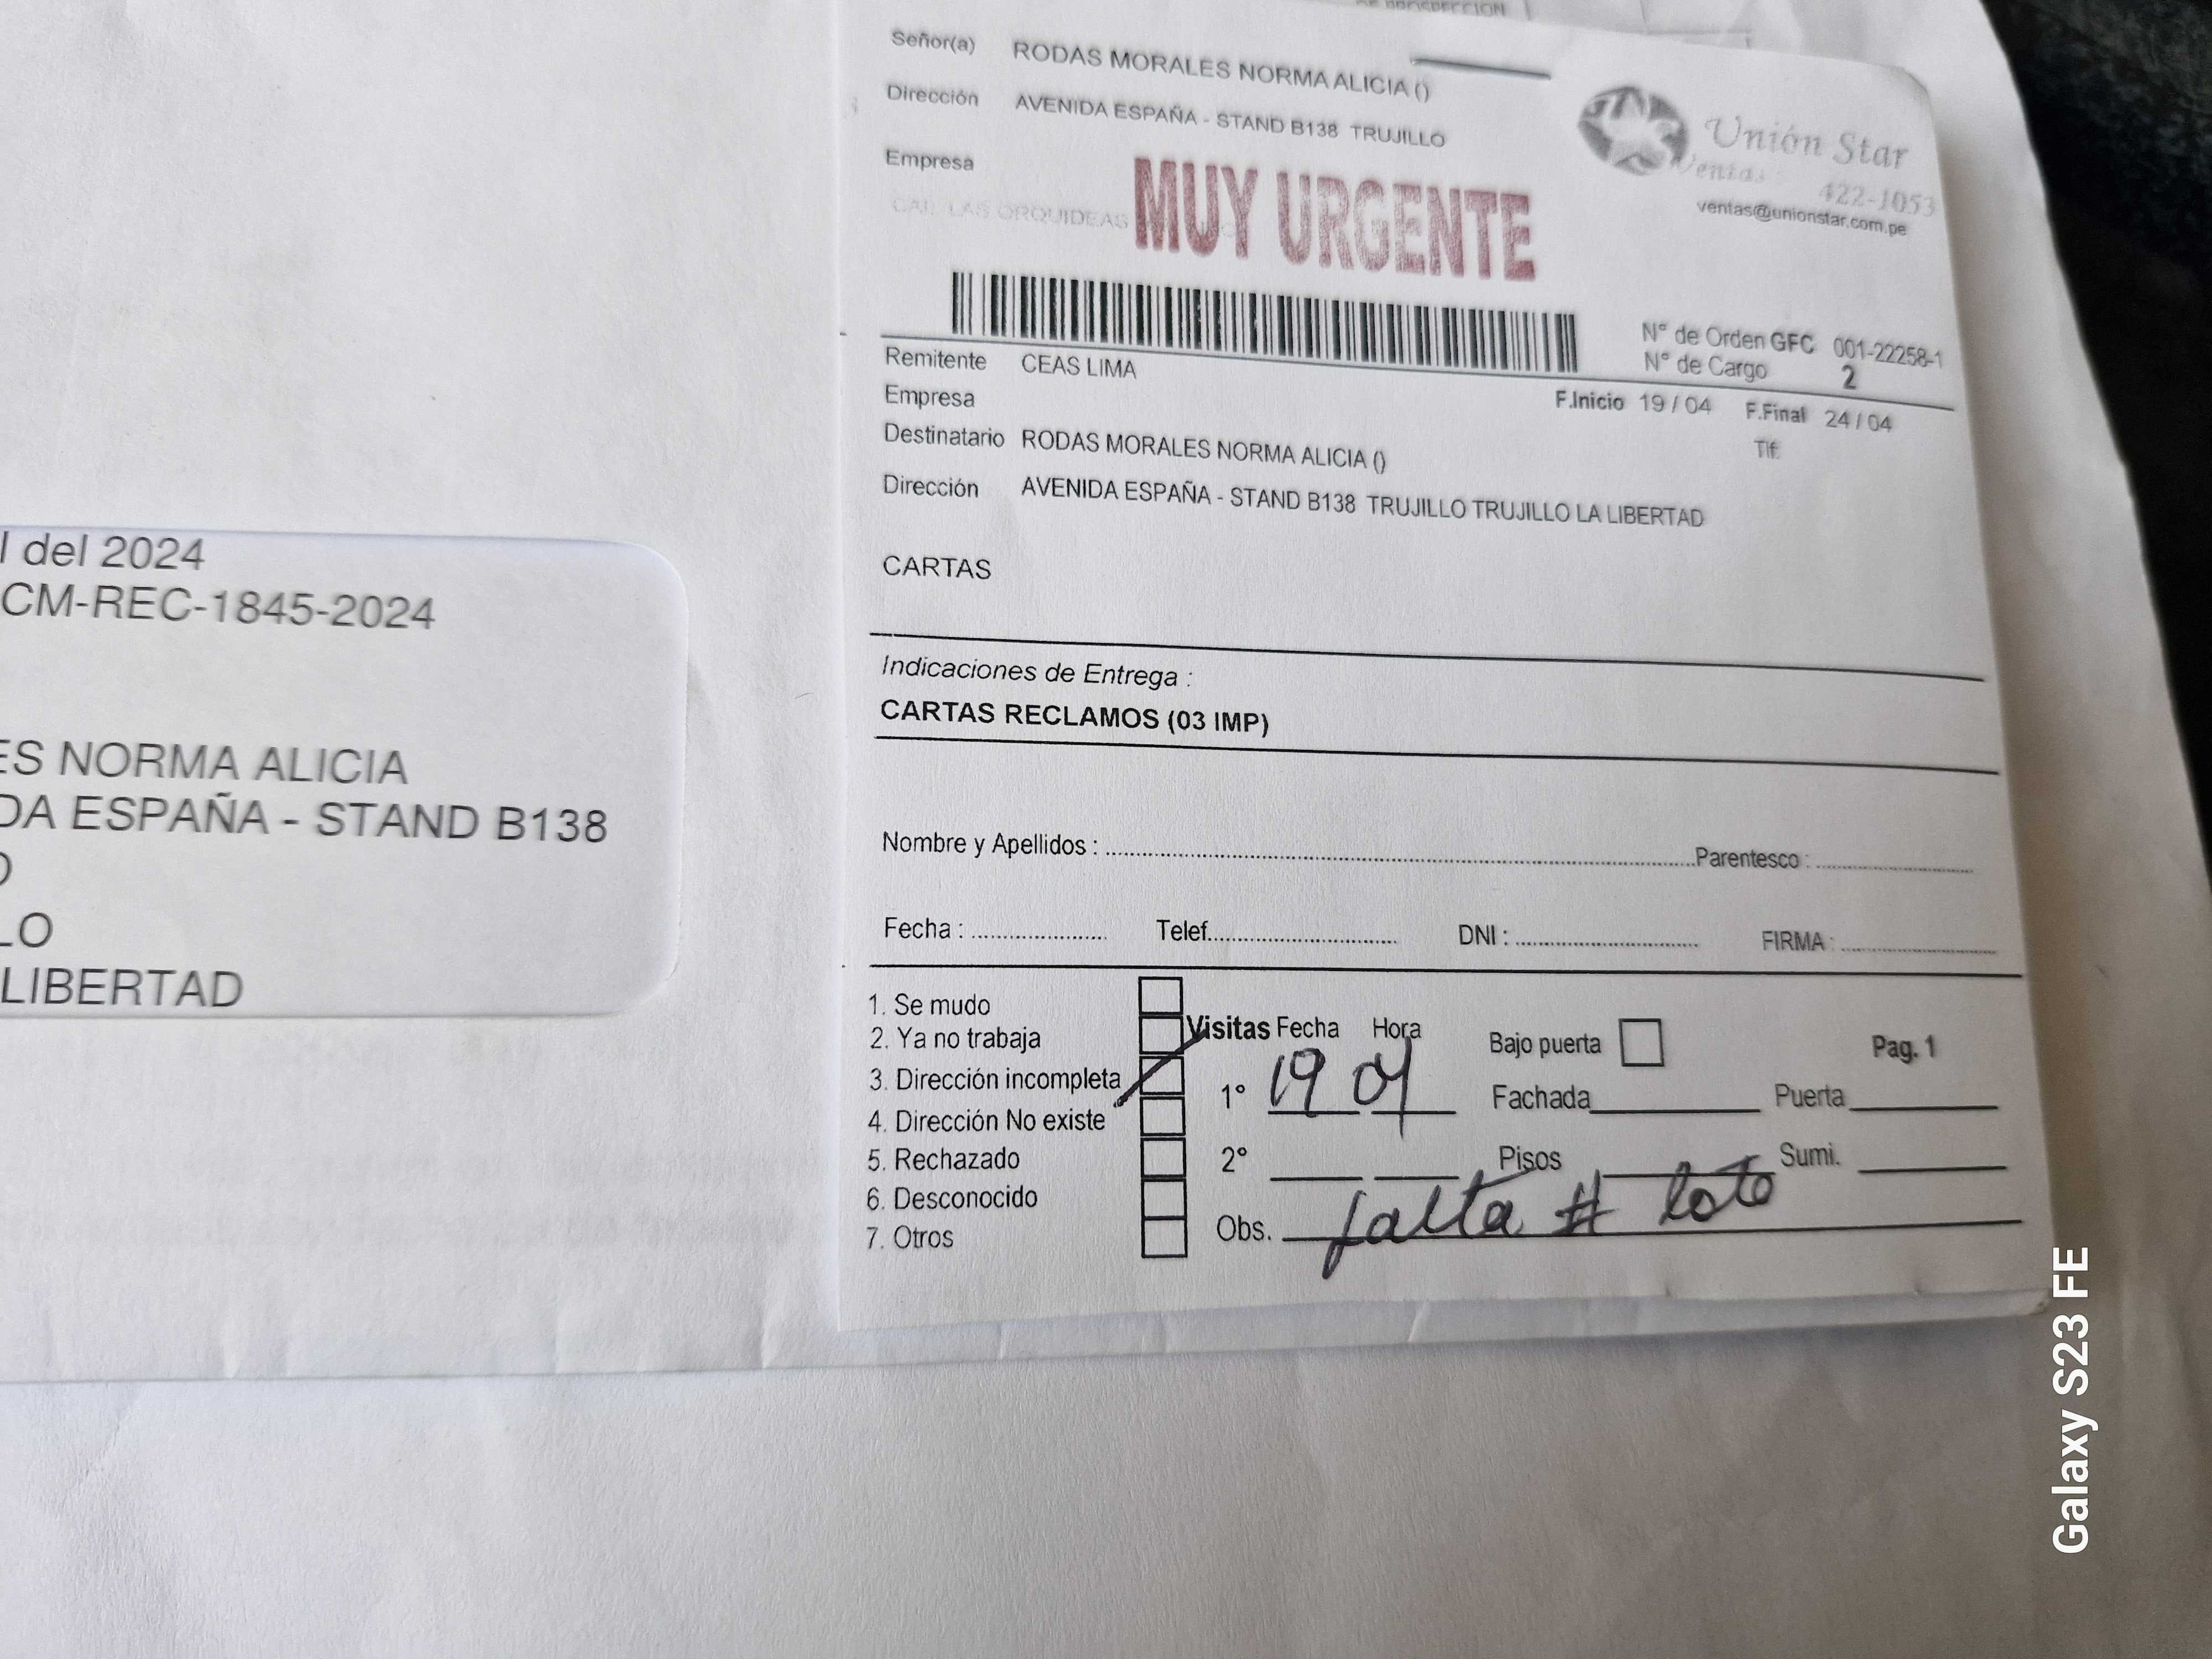 Señor(a) RODAS MORALES NORMA ALICIA ()
Dirección AVENIDA ESPAÑA - STAND B138 TRUJILLO
Empresa
LAS ORQUIDEAS
MUY URGENTE
Unión Star
Ventas
422-1053
ventas@unionstar.com.pe
N° de Orden GFC 001-22258-1
N° de Cargo 2
Remitente CEAS LIMA
Empresa
F.Inicio 19 / 04 F.Final 24 / 04
Destinatario RODAS MORALES NORMA ALICIA ()
Tlf:
Dirección AVENIDA ESPAÑA - STAND B138 TRUJILLO TRUJILLO LA LIBERTAD
CARTAS
Indicaciones de Entrega :
CARTAS RECLAMOS (03 IMP)
Nombre y Apellidos : Parentesco :
Fecha : Telef. DNI : FIRMA :
1. Se mudo
2. Ya no trabaja
3. Dirección incompleta
4. Dirección No existe
5. Rechazado
6. Desconocido
7. Otros
Visitas Fecha Hora
1° 19 04
2°
Obs. falta # lote
Bajo puerta Pag. 1
Fachada Puerta
Pisos Sumi.
l del 2024
CM-REC-1845-2024
ES NORMA ALICIA
DA ESPAÑA - STAND B138
O
LO
LIBERTAD
Galaxy S23 FE